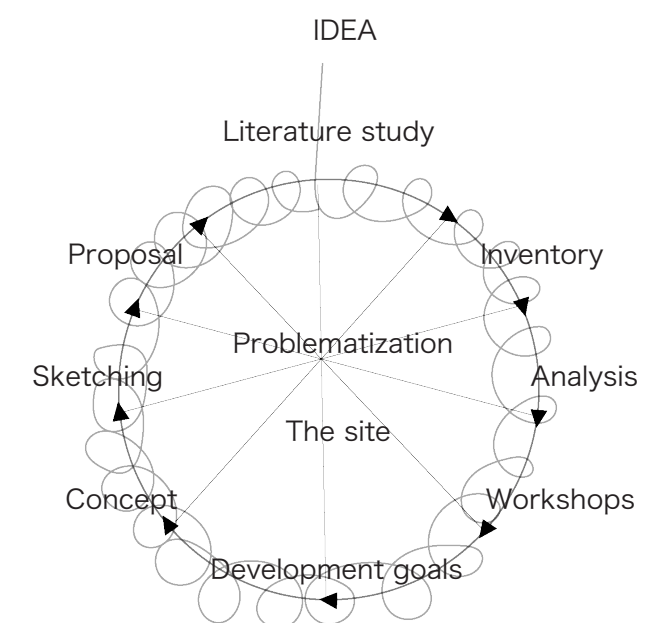 IDEA
Literature study
Proposal
Inventory
Problematization
Sketching
Analysis
The site
Concept
Workshops
Development goals